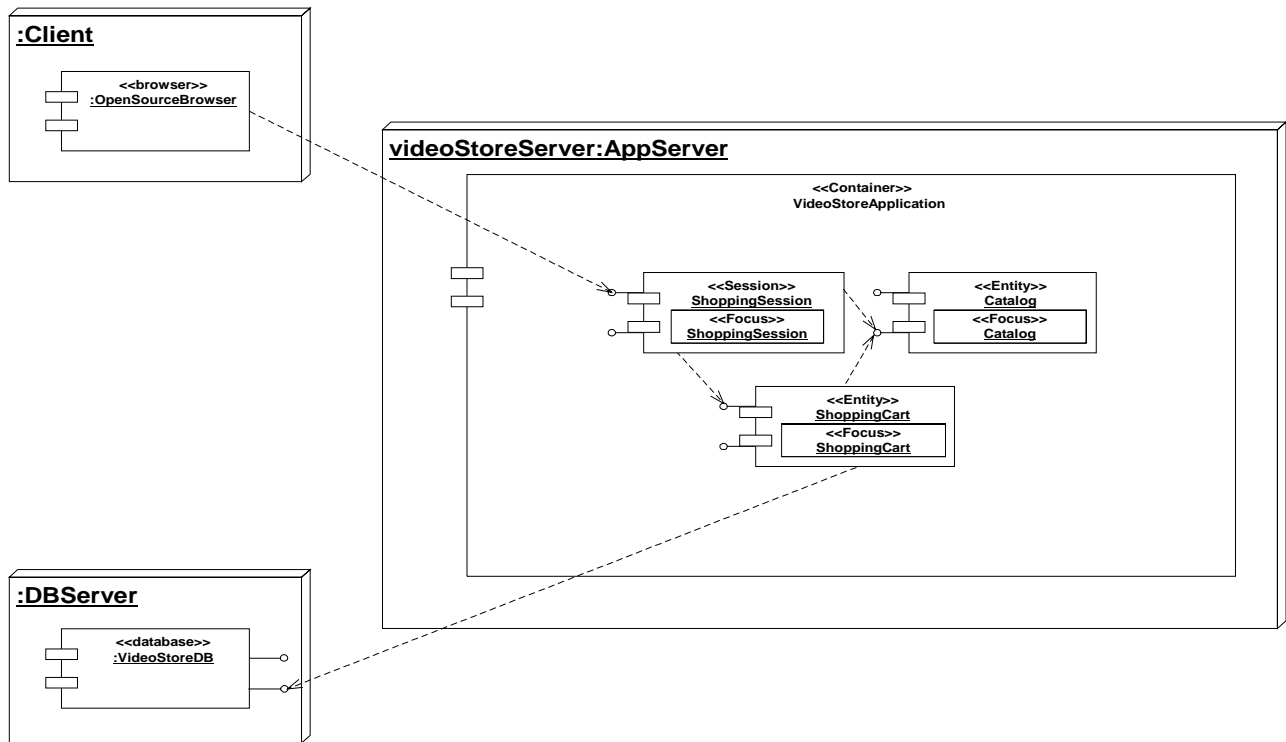 :Client
<<browser>>
:OpenSourceBrowser
videoStoreServer:AppServer
<<Container>>
VideoStoreApplication
<<Session>>
ShoppingSession
<<Focus>>
ShoppingSession
<<Entity>>
Catalog
<<Focus>>
Catalog
<<Entity>>
ShoppingCart
<<Focus>>
ShoppingCart
:DBServer
<<database>>
:VideoStoreDB